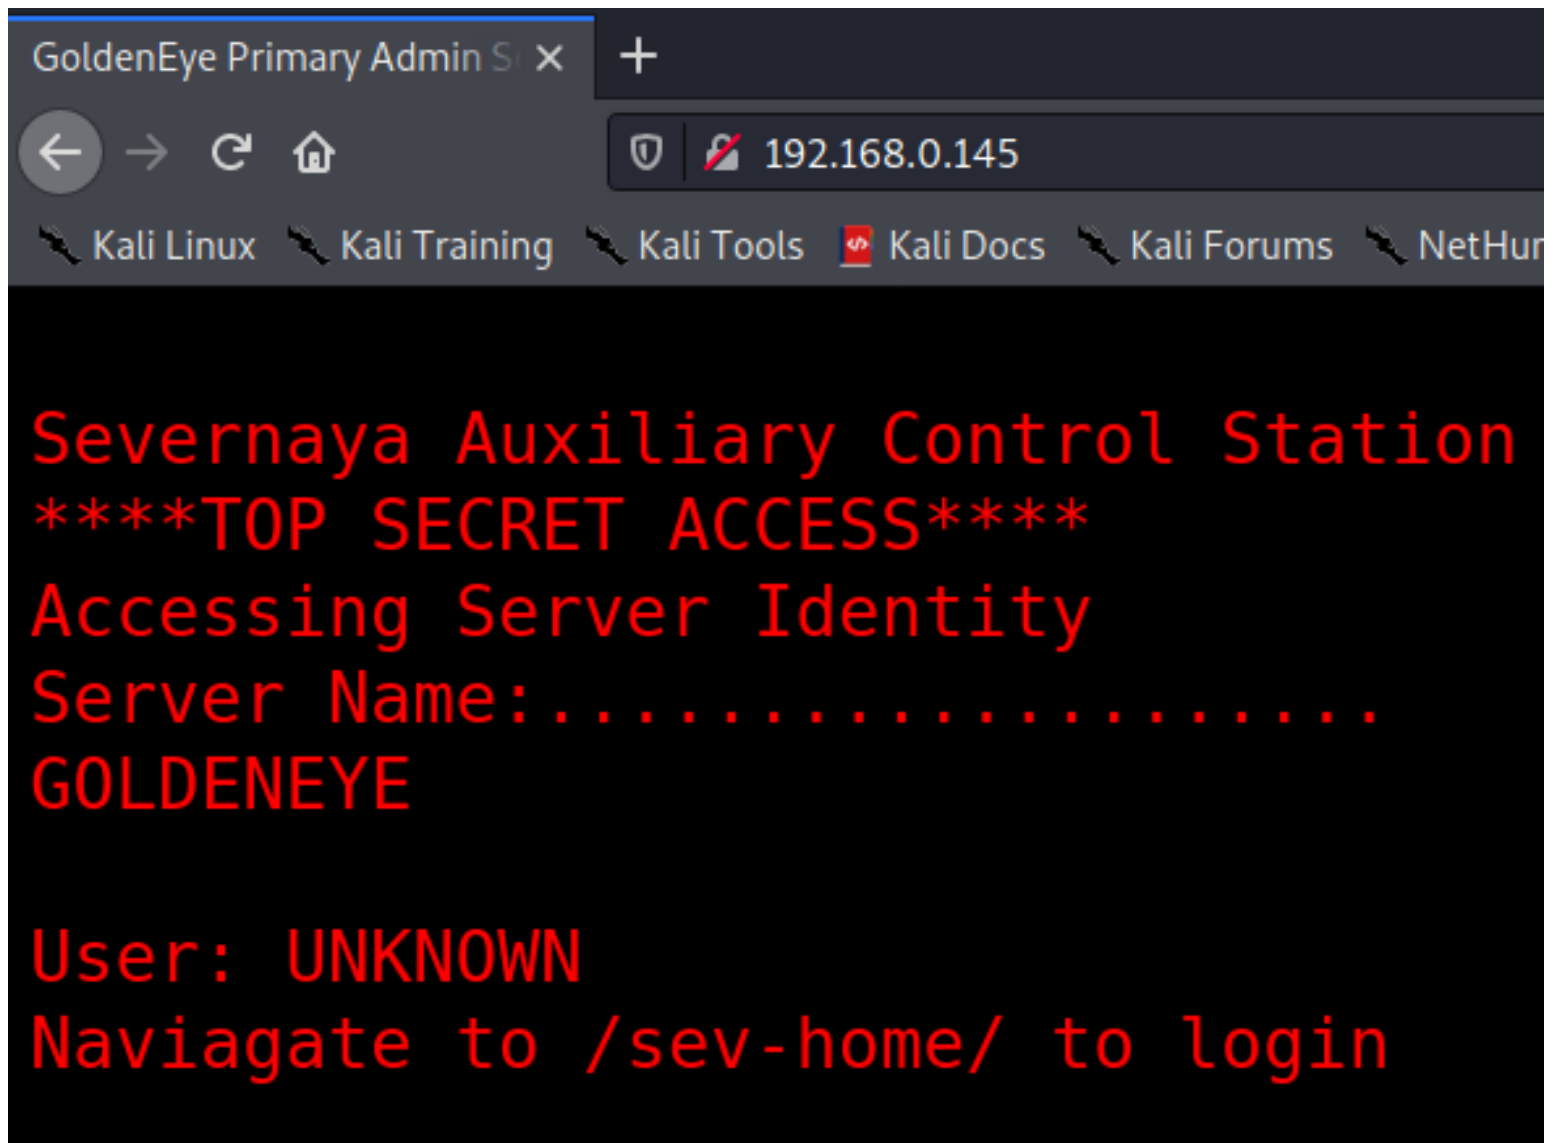 GoldenEye Primary Admin S
192.168.0.145
Kali Linux Kali Training Kali Tools Kali Docs Kali Forums NetHun
Severnaya Auxiliary Control Station
****TOP SECRET ACCESS****
Accessing Server Identity
Server Name:....................
GOLDENEYE
User: UNKNOWN
Naviagate to /sev-home/ to login